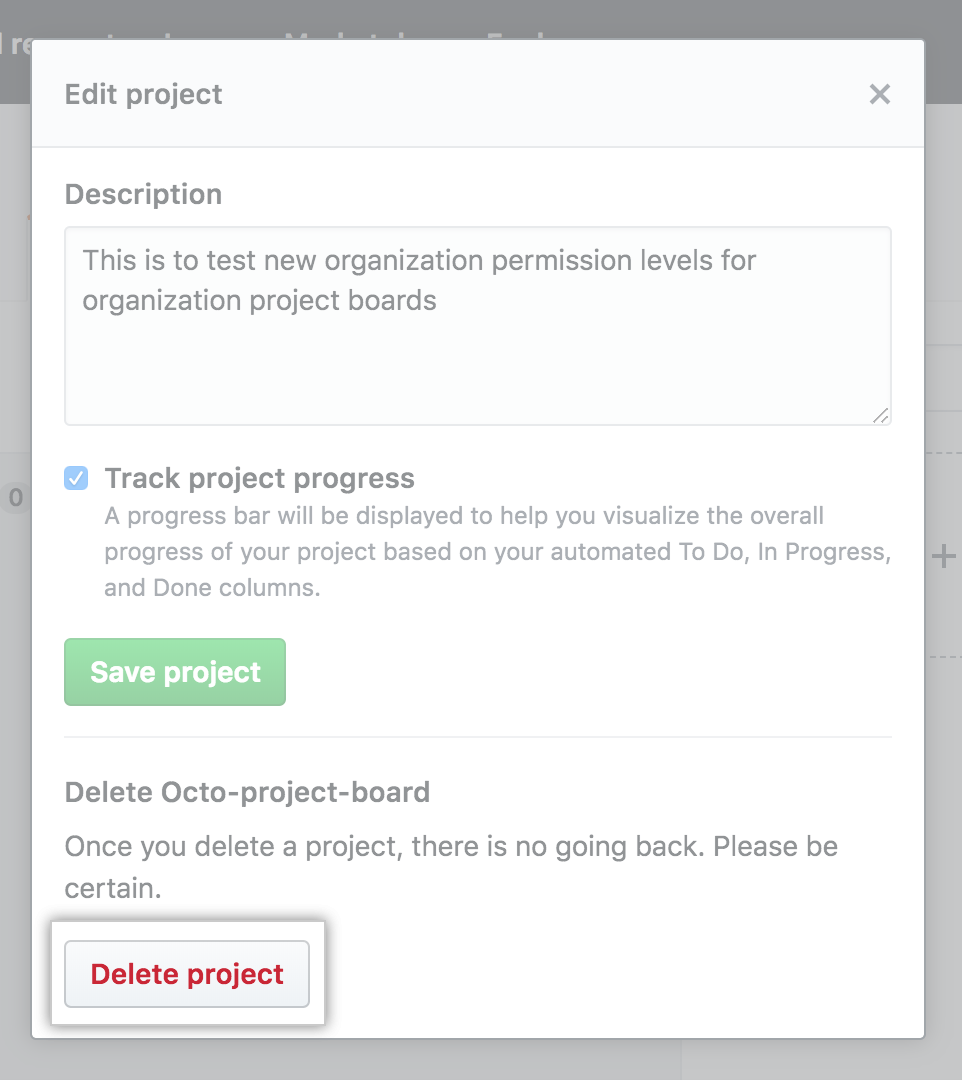 Edit project
Description
This is to test new organization permission levels for
organization project boards
Track project progress
A progress bar will be displayed to help you visualize the overall
progress of your project based on your automated To Do, In Progress,
and Done columns.
0
Save project
Delete Octo-project-board
Once you delete a project, there is no going back. Please be
certain.
Delete project